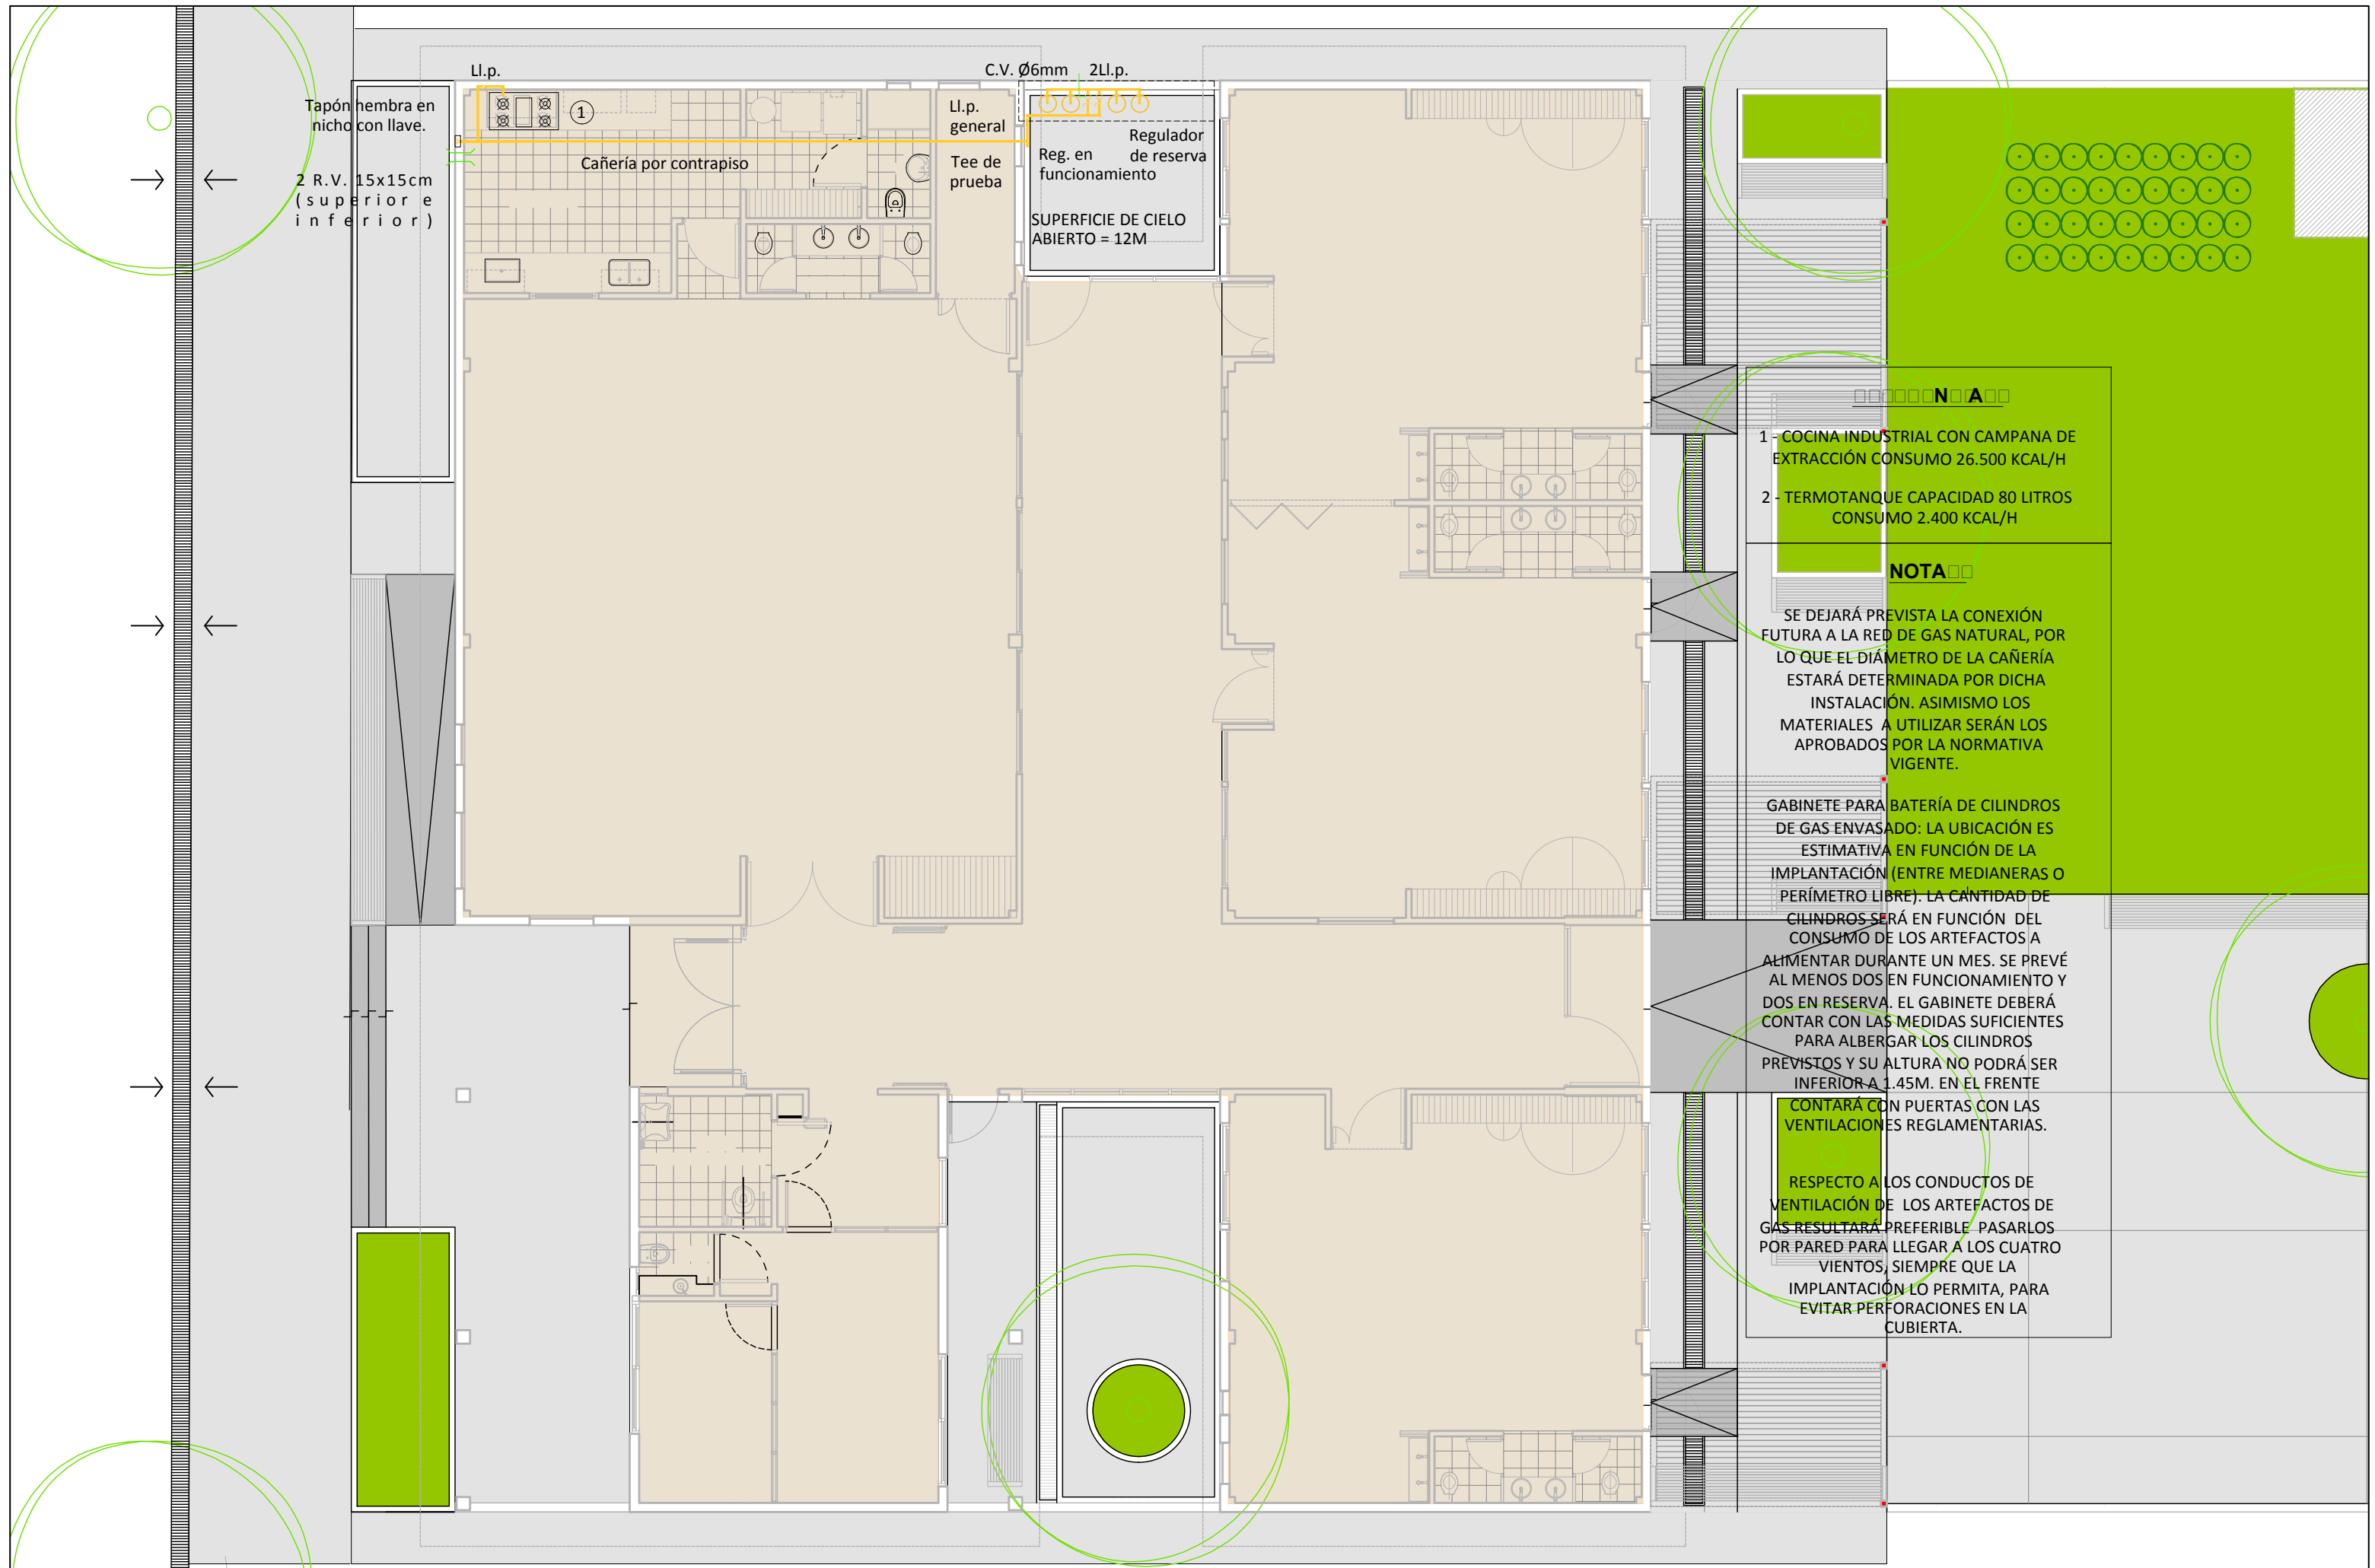 Ll.p.
C.V. Ø6mm
2Ll.p.
Tapón hembra en
nicho con llave.
1
Ll.p.
general
Regulador
de reserva
Cañería por contrapiso
Tee de
prueba
Reg. en
funcionamiento
2 R.V. 15x15cm
(superior e
inferior)
SUPERFICIE DE CIELO
ABIERTO = 12M
1 - COCINA INDUSTRIAL CON CAMPANA DE
EXTRACCIÓN CONSUMO 26.500 KCAL/H
2 - TERMOTANQUE CAPACIDAD 80 LITROS
CONSUMO 2.400 KCAL/H
NOTA
SE DEJARÁ PREVISTA LA CONEXIÓN
FUTURA A LA RED DE GAS NATURAL, POR
LO QUE EL DIÁMETRO DE LA CAÑERÍA
ESTARÁ DETERMINADA POR DICHA
INSTALACIÓN. ASIMISMO LOS
MATERIALES A UTILIZAR SERÁN LOS
APROBADOS POR LA NORMATIVA
VIGENTE.
GABINETE PARA BATERÍA DE CILINDROS
DE GAS ENVASADO: LA UBICACIÓN ES
ESTIMATIVA EN FUNCIÓN DE LA
IMPLANTACIÓN (ENTRE MEDIANERAS O
PERÍMETRO LIBRE). LA CANTIDAD DE
CILINDROS SERÁ EN FUNCIÓN DEL
CONSUMO DE LOS ARTEFACTOS A
ALIMENTAR DURANTE UN MES. SE PREVÉ
AL MENOS DOS EN FUNCIONAMIENTO Y
DOS EN RESERVA. EL GABINETE DEBERÁ
CONTAR CON LAS MEDIDAS SUFICIENTES
PARA ALBERGAR LOS CILINDROS
PREVISTOS Y SU ALTURA NO PODRÁ SER
INFERIOR A 1.45M. EN EL FRENTE
CONTARÁ CON PUERTAS CON LAS
VENTILACIONES REGLAMENTARIAS.
RESPECTO A LOS CONDUCTOS DE
VENTILACIÓN DE LOS ARTEFACTOS DE
GAS RESULTARÁ PREFERIBLE PASARLOS
POR PARED PARA LLEGAR A LOS CUATRO
VIENTOS, SIEMPRE QUE LA
IMPLANTACIÓN LO PERMITA, PARA
EVITAR PERFORACIONES EN LA
CUBIERTA.